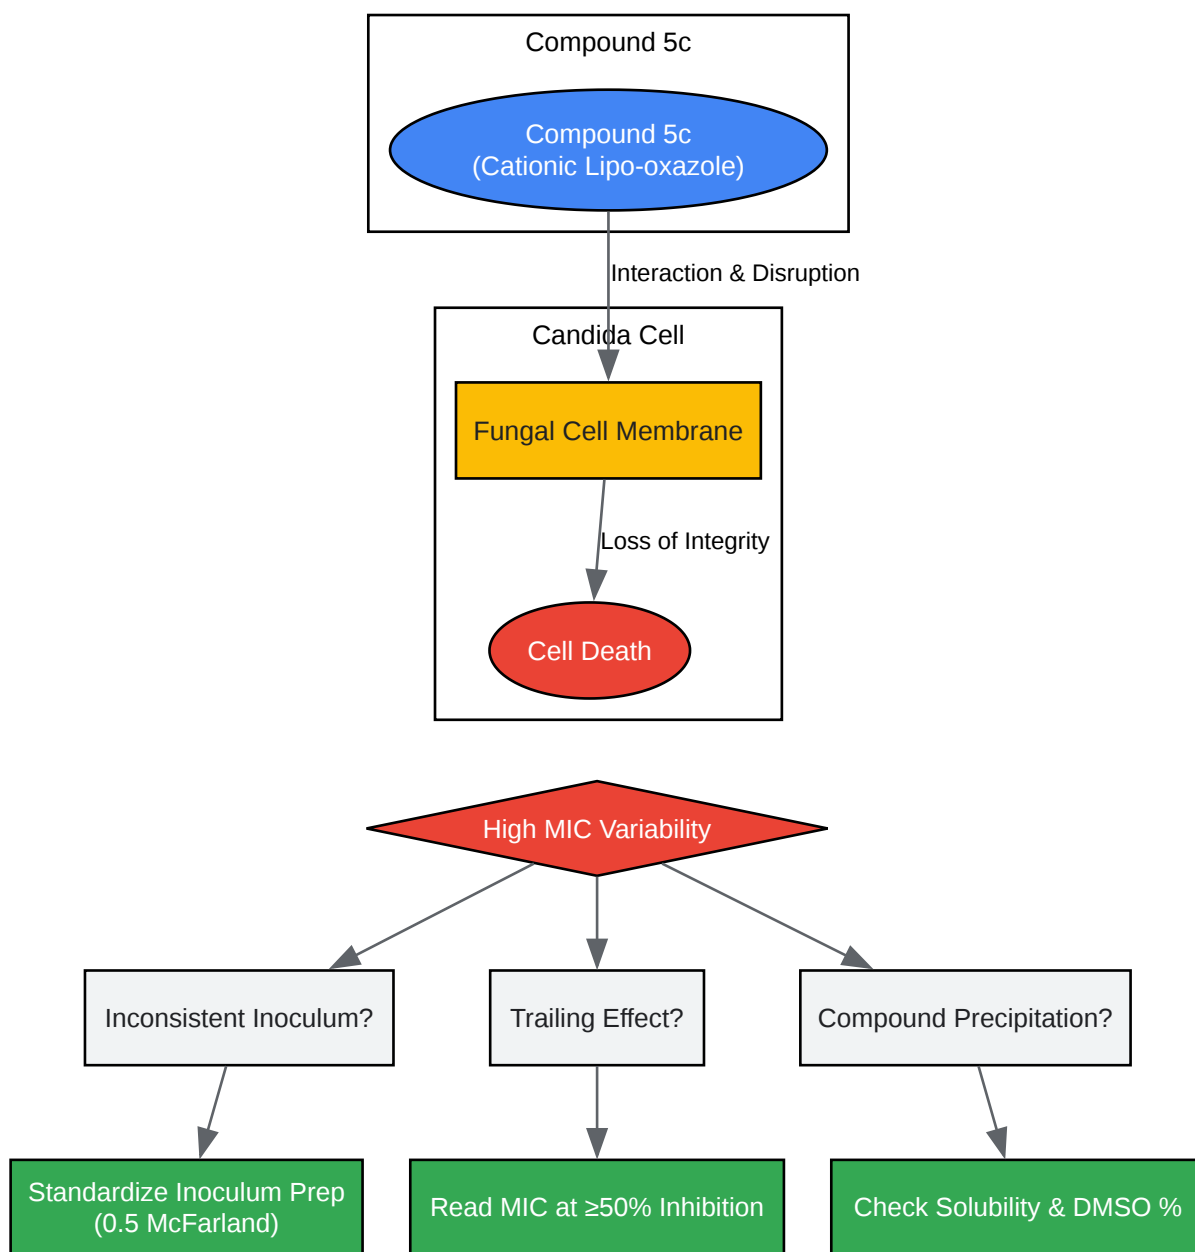 Compound 5c
Compound 5c
(Cationic Lipo-oxazole)
Interaction & Disruption
Candida Cell
Fungal Cell Membrane
Loss of Integrity
Cell Death
High MIC Variability
Inconsistent Inoculum?
Trailing Effect?
Compound Precipitation?
Standardize Inoculum Prep
(0.5 McFarland)
Read MIC at ≥50% Inhibition
Check Solubility & DMSO %